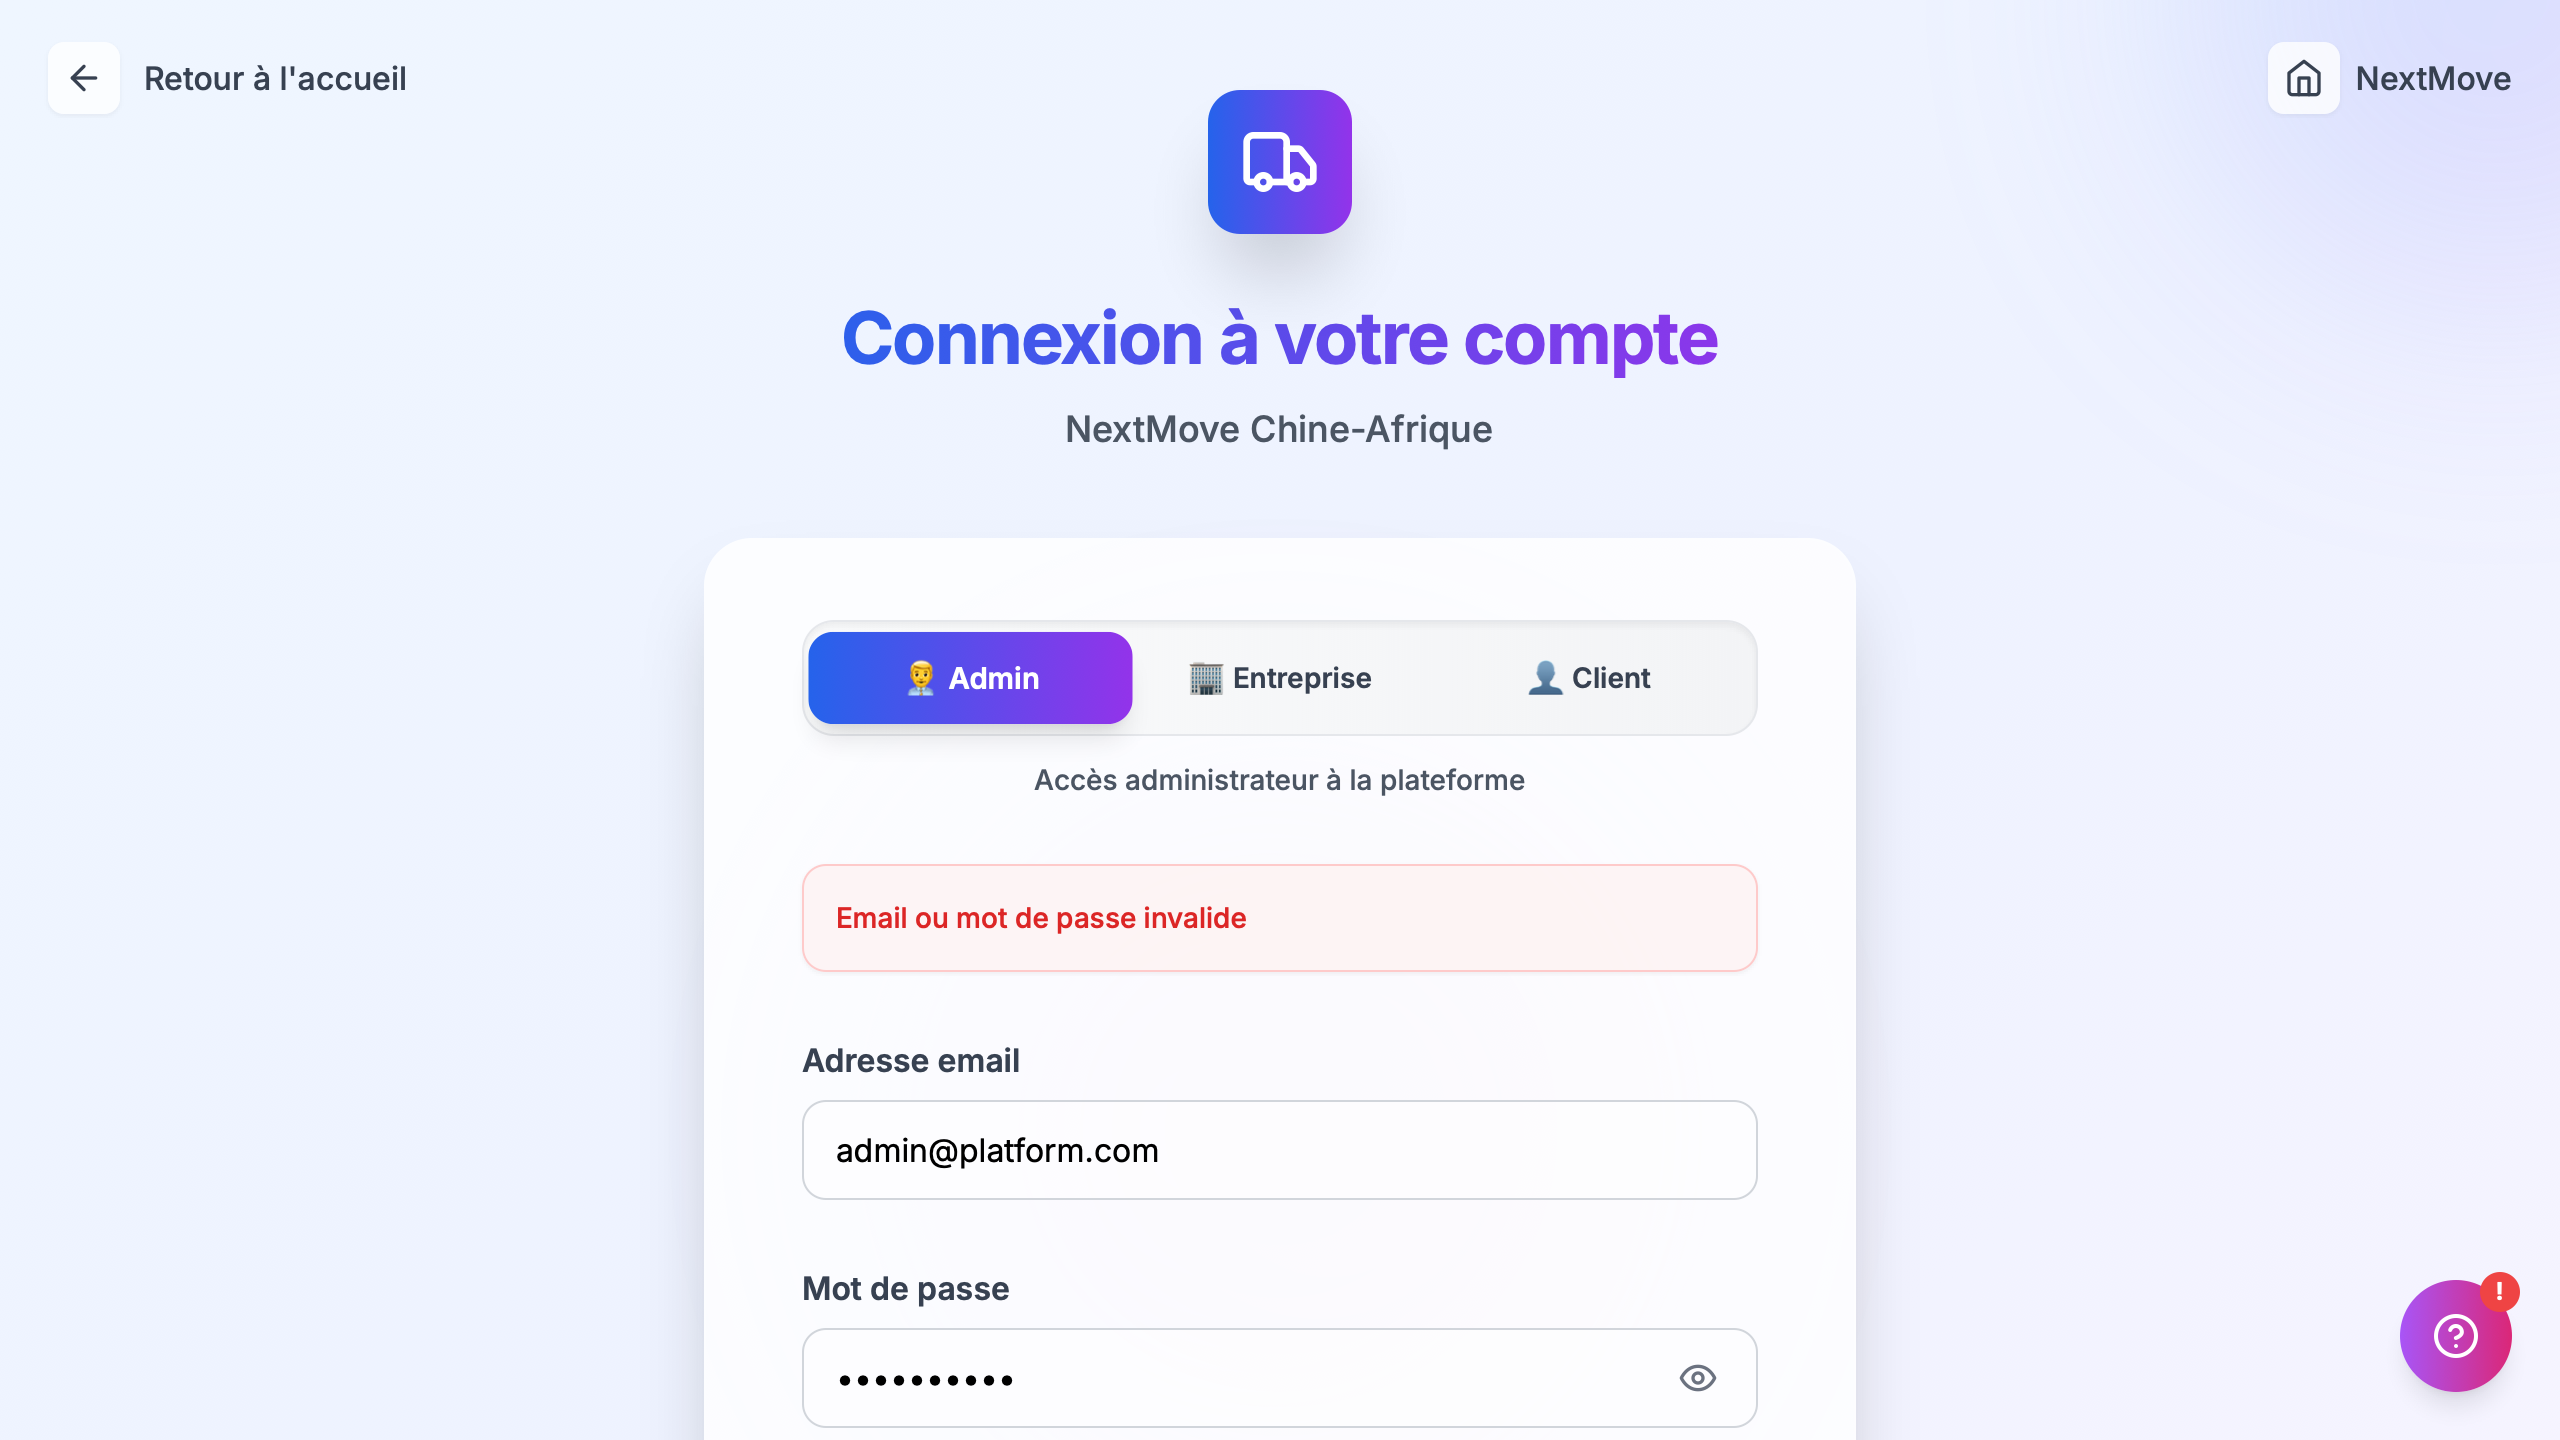 Retour à l'accueil
NextMove
Connexion à votre compte
NextMove Chine-Afrique
Admin
Entreprise
Client
Accès administrateur à la plateforme
Email ou mot de passe invalide
Adresse email
admin@platform.com
Mot de passe
••••••••••
!
?